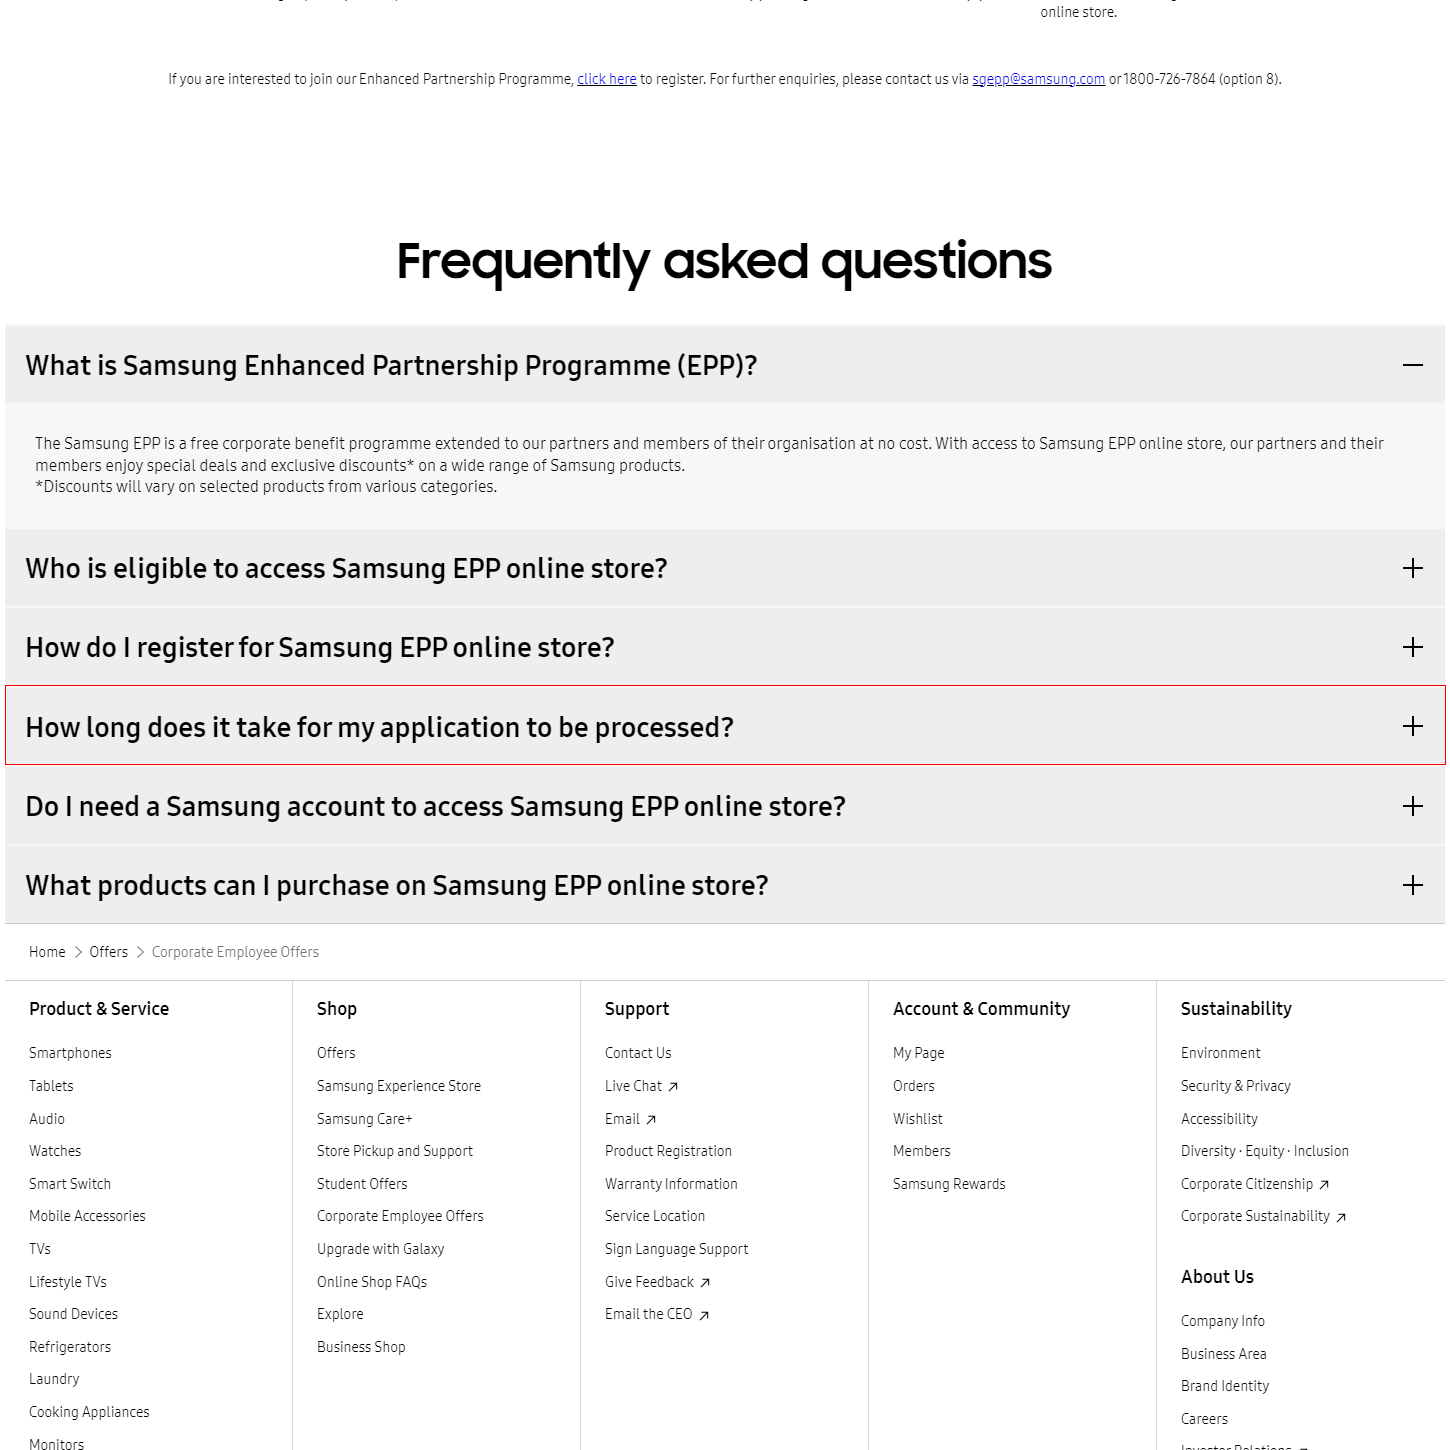 online store.
If you are interested to join our Enhanced Partnership Programme, click here to register. For further enquiries, please contact us via sgepp@samsung.com or 1800-726-7864 (option 8).
Frequently asked questions
What is Samsung Enhanced Partnership Programme (EPP)?
The Samsung EPP is a free corporate benefit programme extended to our partners and members of their organisation at no cost. With access to Samsung EPP online store, our partners and their
members enjoy special deals and exclusive discounts* on a wide range of Samsung products.
*Discounts will vary on selected products from various categories.
Who is eligible to access Samsung EPP online store?
How do I register for Samsung EPP online store?
How long does it take for my application to be processed?
Do I need a Samsung account to access Samsung EPP online store?
What products can I purchase on Samsung EPP online store?
Home > Offers > Corporate Employee Offers
Product & Service
Smartphones
Tablets
Audio
Watches
Smart Switch
Mobile Accessories
TVs
Lifestyle TVs
Sound Devices
Refrigerators
Laundry
Cooking Appliances
Monitors
Shop
Offers
Samsung Experience Store
Samsung Care+
Store Pickup and Support
Student Offers
Corporate Employee Offers
Upgrade with Galaxy
Online Shop FAQs
Explore
Business Shop
Support
Contact Us
Live Chat
Email
Product Registration
Warranty Information
Service Location
Sign Language Support
Give Feedback
Email the CEO
Account & Community
My Page
Orders
Wishlist
Members
Samsung Rewards
Sustainability
Environment
Security & Privacy
Accessibility
Diversity · Equity · Inclusion
Corporate Citizenship
Corporate Sustainability
About Us
Company Info
Business Area
Brand Identity
Careers
Investor Relations